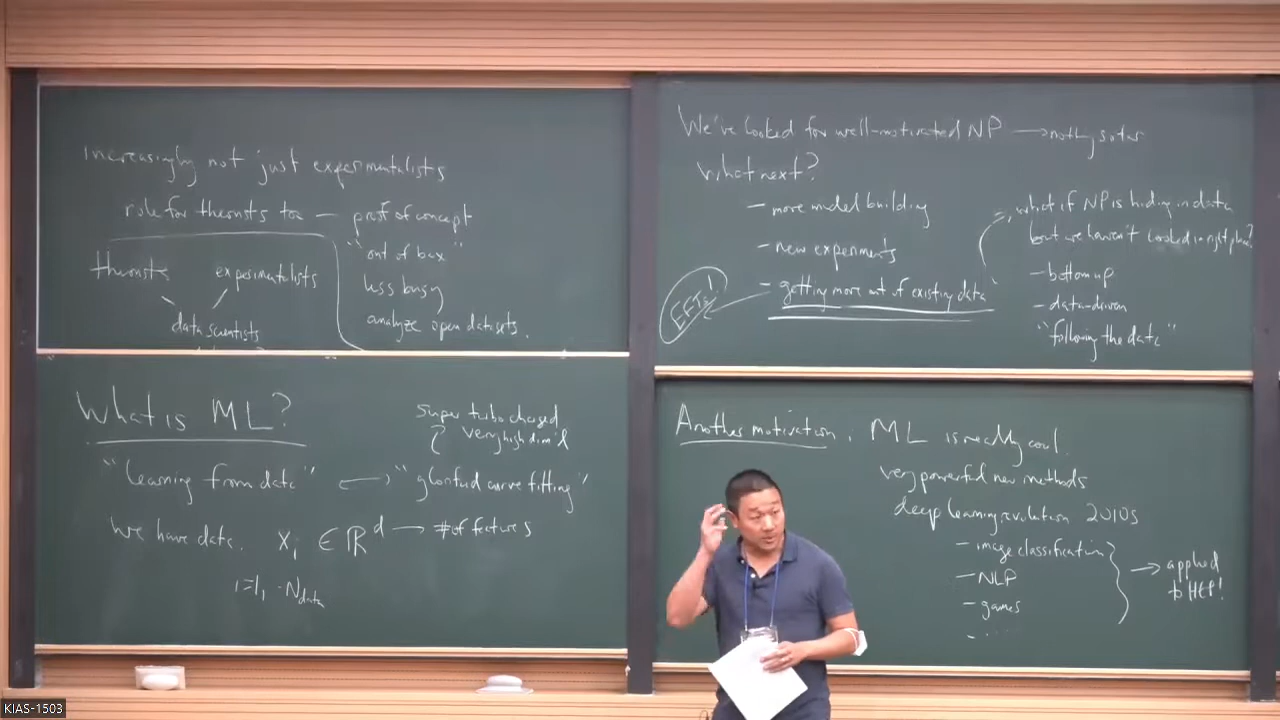 Increasingly not just experimentalists
role for theorists too — proof of concept
"out of box"
less busy
analyze open datasets.
theorists experimentalists
data scientists
What is ML?
super turbo charged
very high dim'l
"learning from data" ⟷ "glorified curve fitting"
We have data. xᵢ ∈ ℝᵈ → # of features
i=1, ..N_data
We've looked for well-motivated NP → nothing so far
What next?
— more model building
— new experiments
— getting more out of existing data
EFTs!
what if NP is hiding in data
but we haven't looked in right place?
— bottom up
— data-driven
"following the data"
Another motivation. ML is really cool.
very powerful new methods
deep learning revolution 2010s
— image classification
— NLP
— games
— ....
→ applied
to HEP!
KIAS-1503